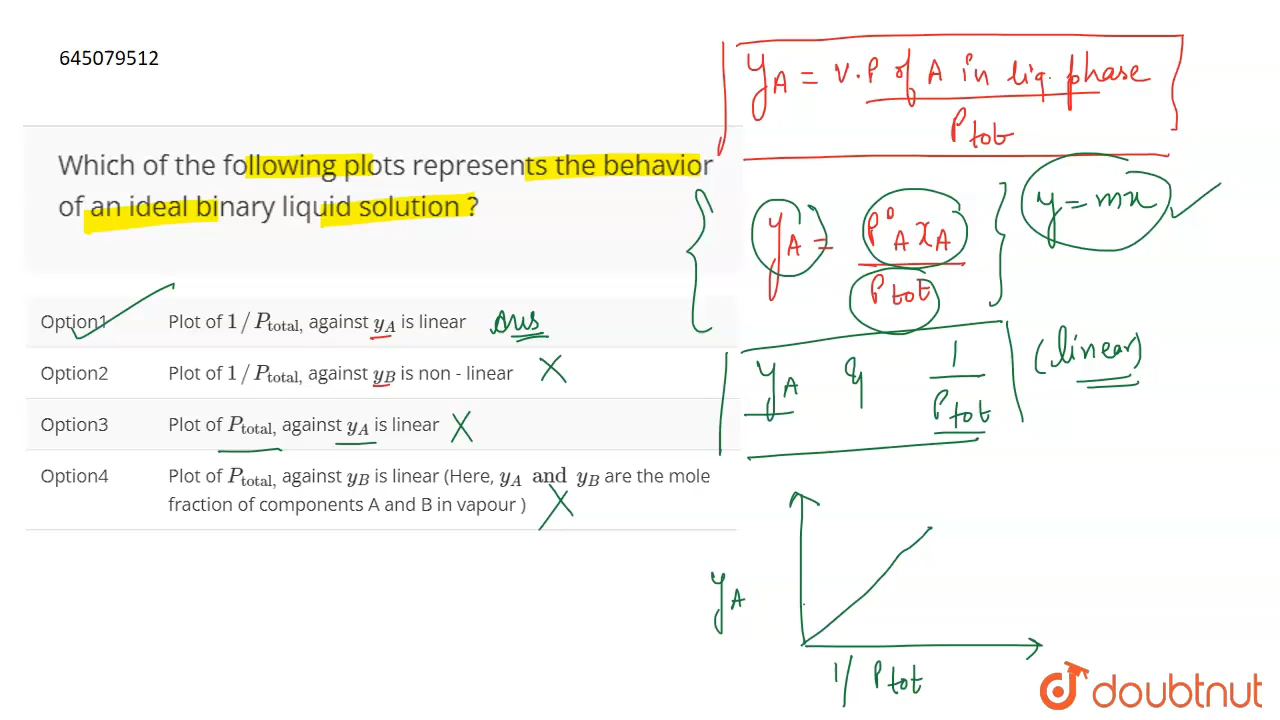 645079512
Which of the following plots represents the behavior
of an ideal binary liquid solution ?
Option1 Plot of 1/P_total, against y_A is linear Ans
Option2 Plot of 1/P_total, against y_B is non - linear
Option3 Plot of P_total, against y_A is linear
Option4 Plot of P_total, against y_B is linear (Here, y_A and y_B are the mole
fraction of components A and B in vapour )
y_A = V.P of A in liq. phase
P_tot
y_A = P°_A x_A
P_tot
y = mx
y_A & 1
P_tot
(linear)
y_A
1/ P_tot
doubtnut